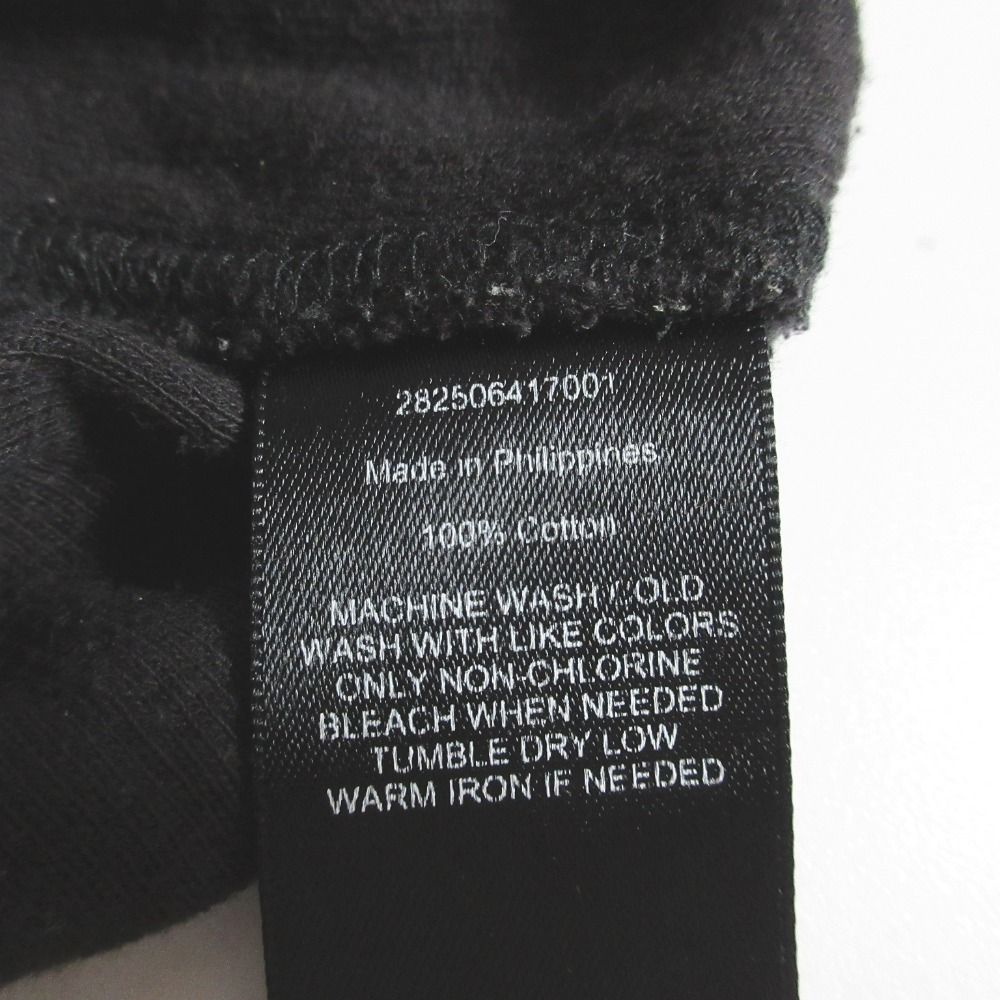 282506417001
Made in Philippines
100% Cotton
MACHINE WASH COLD
WASH WITH LIKE COLORS
ONLY NON-CHLORINE
BLEACH WHEN NEEDED
TUMBLE DRY LOW
WARM IRON IF NEEDED